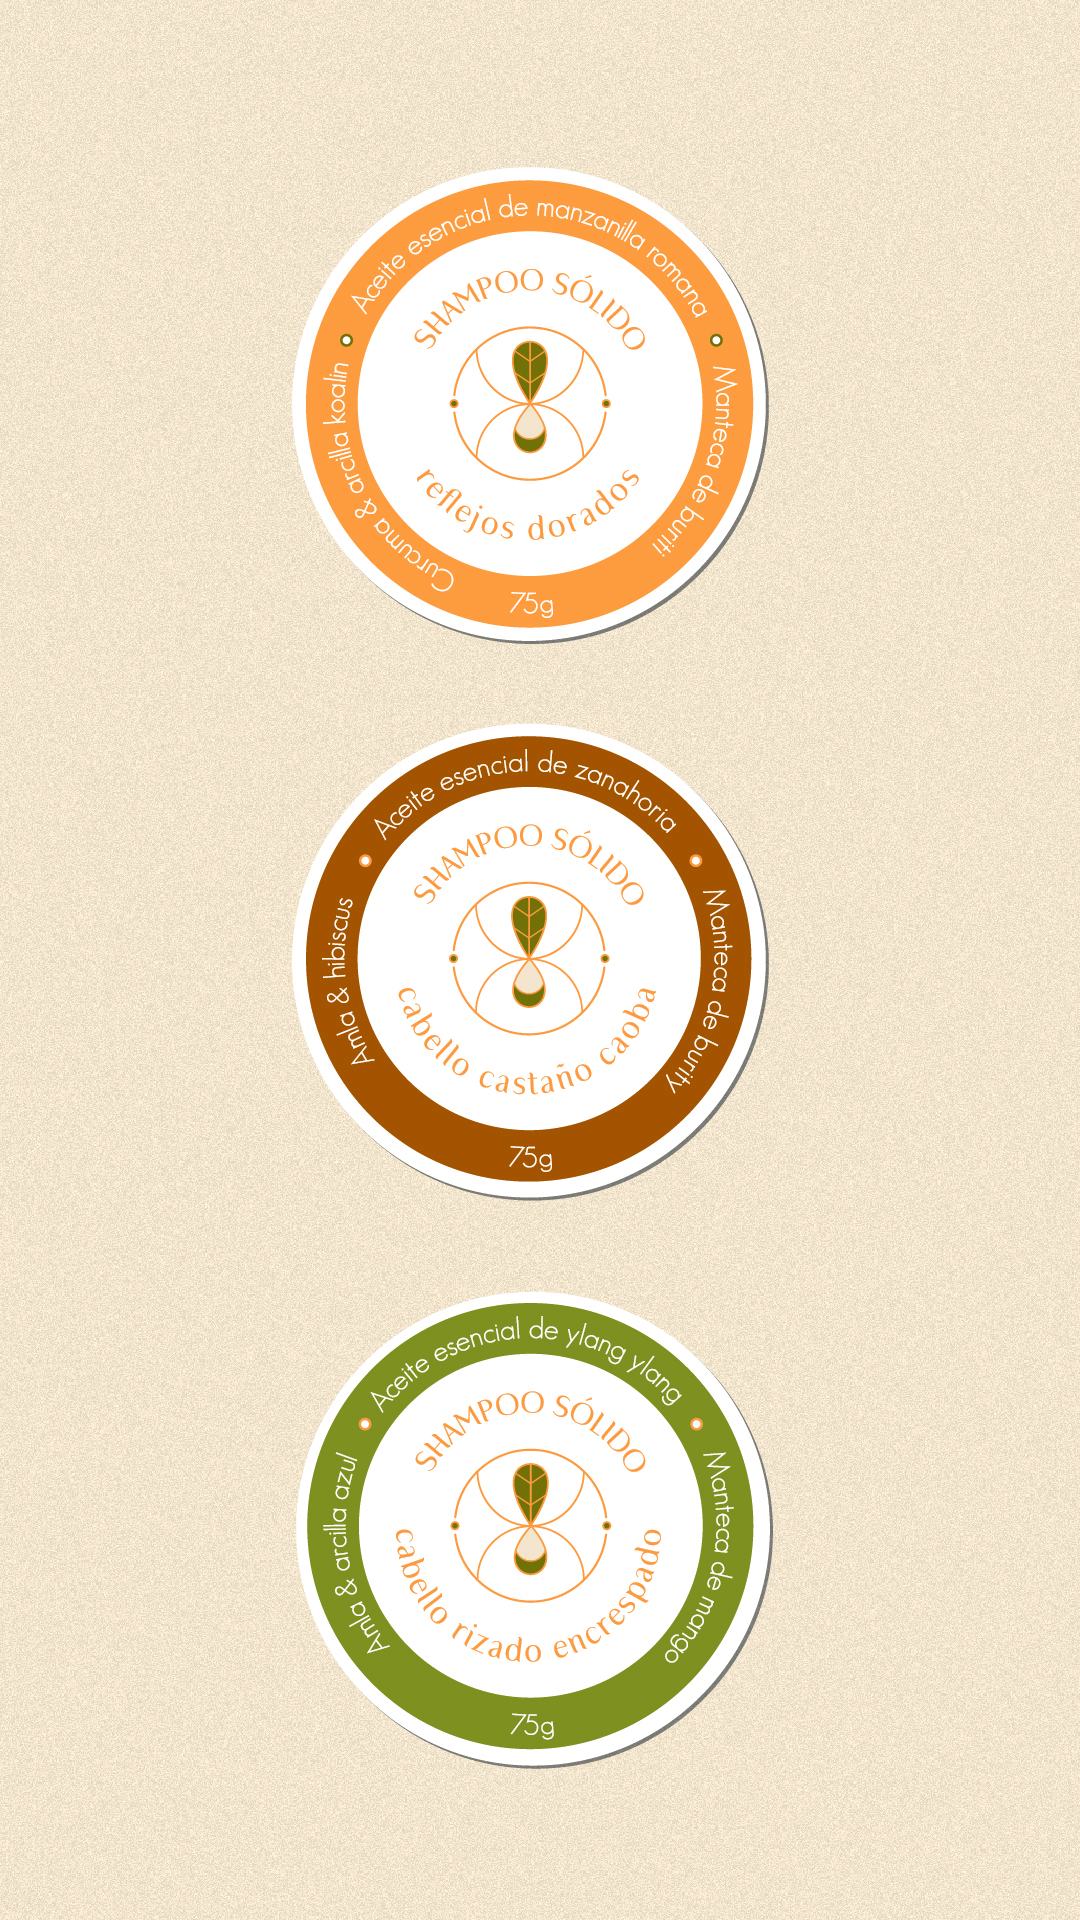 Aceite esencial de manzanilla romana
Manteca de buriti
Curcuma & arcilla koalin
SHAMPOO SÓLIDO
reflejos dorados
75g
Aceite esencial de zanahoria
Manteca de burity
Amla & hibiscus
SHAMPOO SÓLIDO
cabello castaño caoba
75g
Aceite esencial de ylang ylang
Manteca de mango
Amla & arcilla azul
SHAMPOO SÓLIDO
cabello rizado encrespado
75g